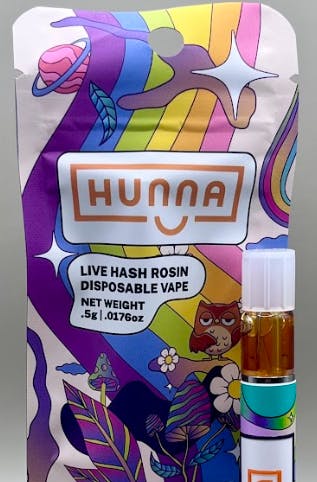 HUNNA
LIVE HASH ROSIN
DISPOSABLE VAPE
NET WEIGHT
.5g | .0176oz